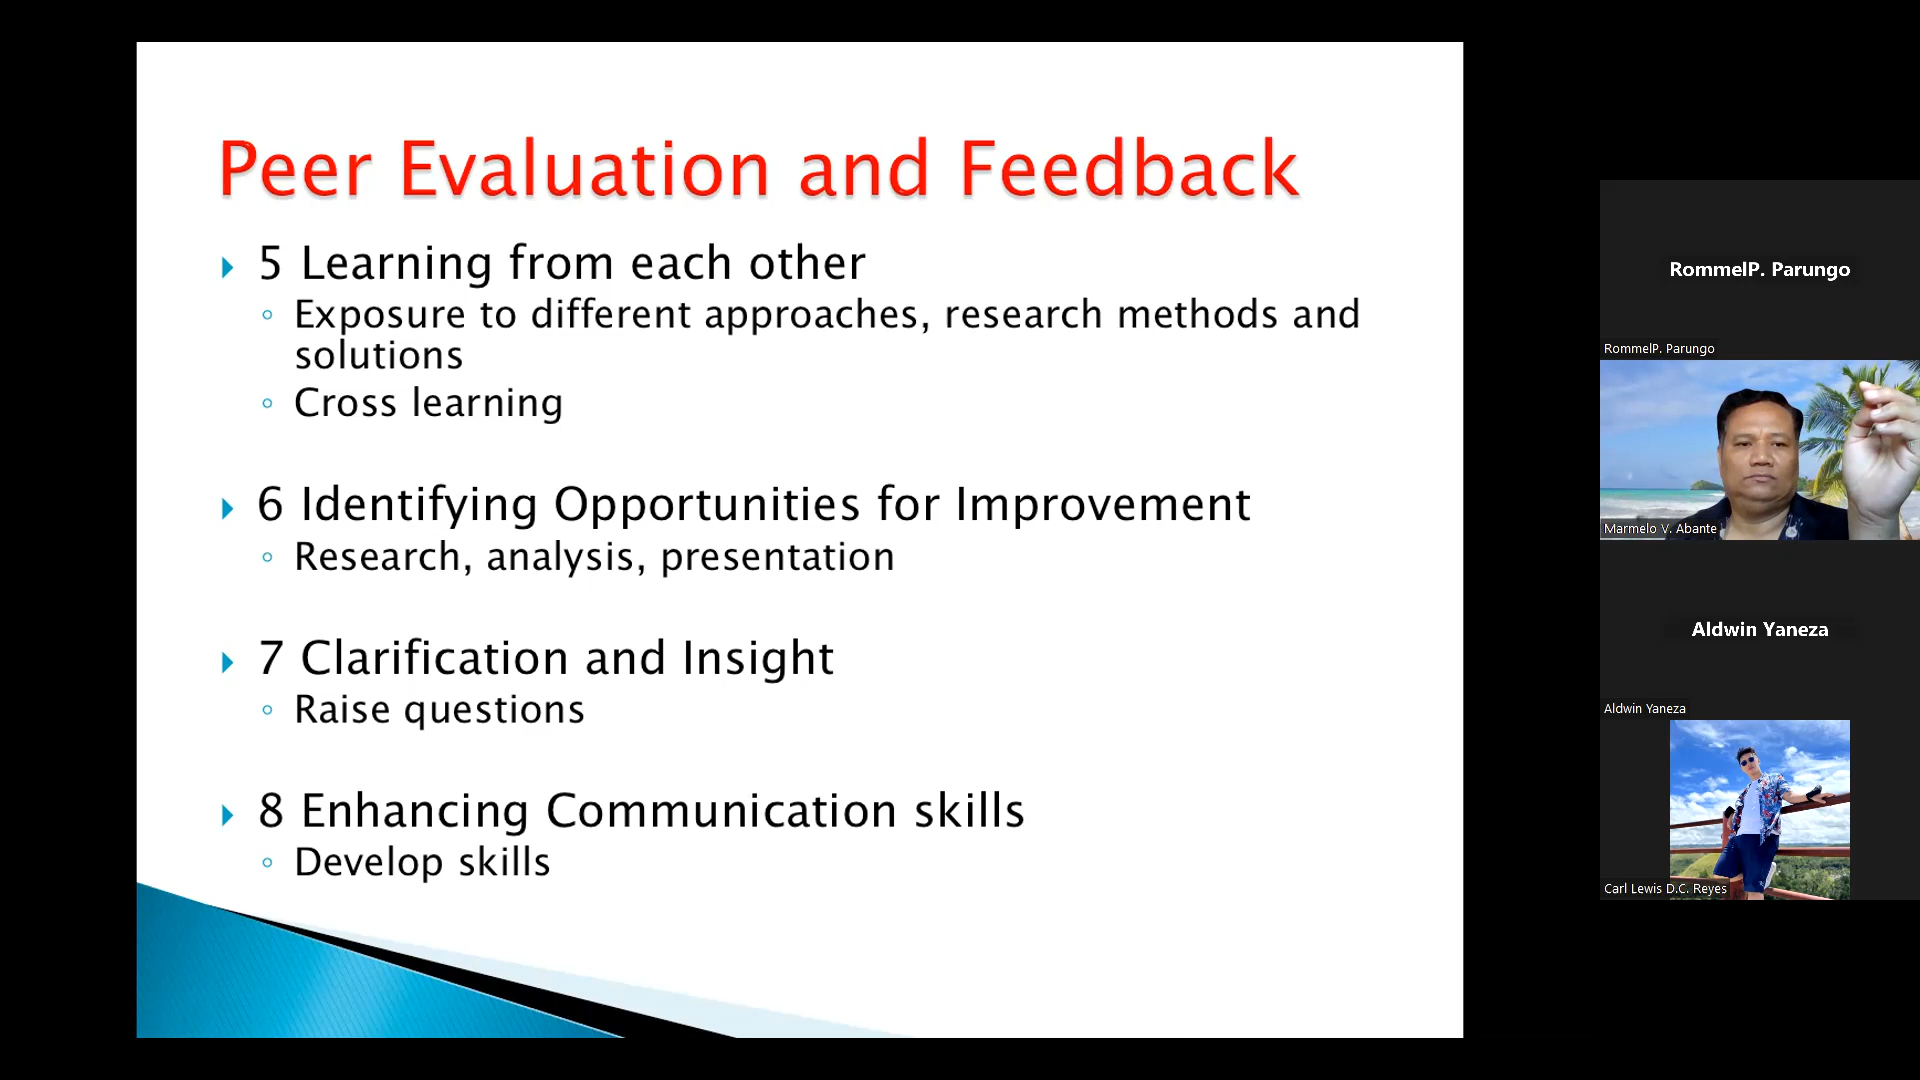 Peer Evaluation and Feedback
5 Learning from each other
Exposure to different approaches, research methods and
solutions
Cross learning
6 Identifying Opportunities for Improvement
Research, analysis, presentation
7 Clarification and Insight
Raise questions
8 Enhancing Communication skills
Develop skills
RommelP. Parungo
RommelP. Parungo
Marmelo V. Abante
Aldwin Yaneza
Aldwin Yaneza
Carl Lewis D.C. Reyes